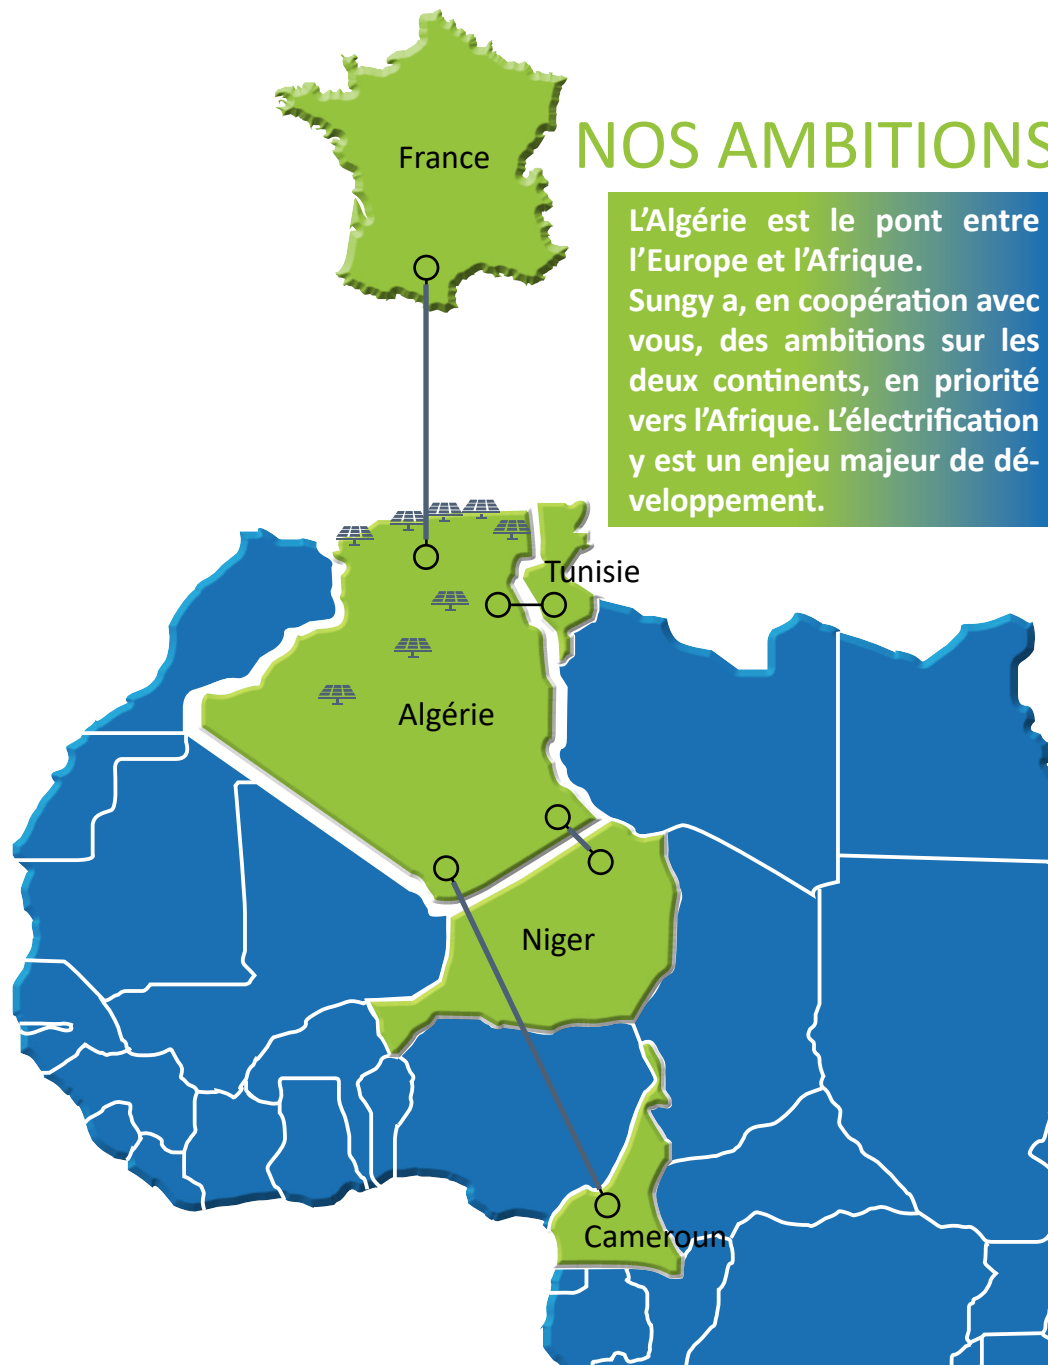 France
NOS AMBITIONS
L’Algérie est le pont entre
l’Europe et l’Afrique.
Sungy a, en coopération avec
vous, des ambitions sur les
deux continents, en priorité
vers l’Afrique. L’électrification
y est un enjeu majeur de dé-
veloppement.
Tunisie
Algérie
Niger
Cameroun